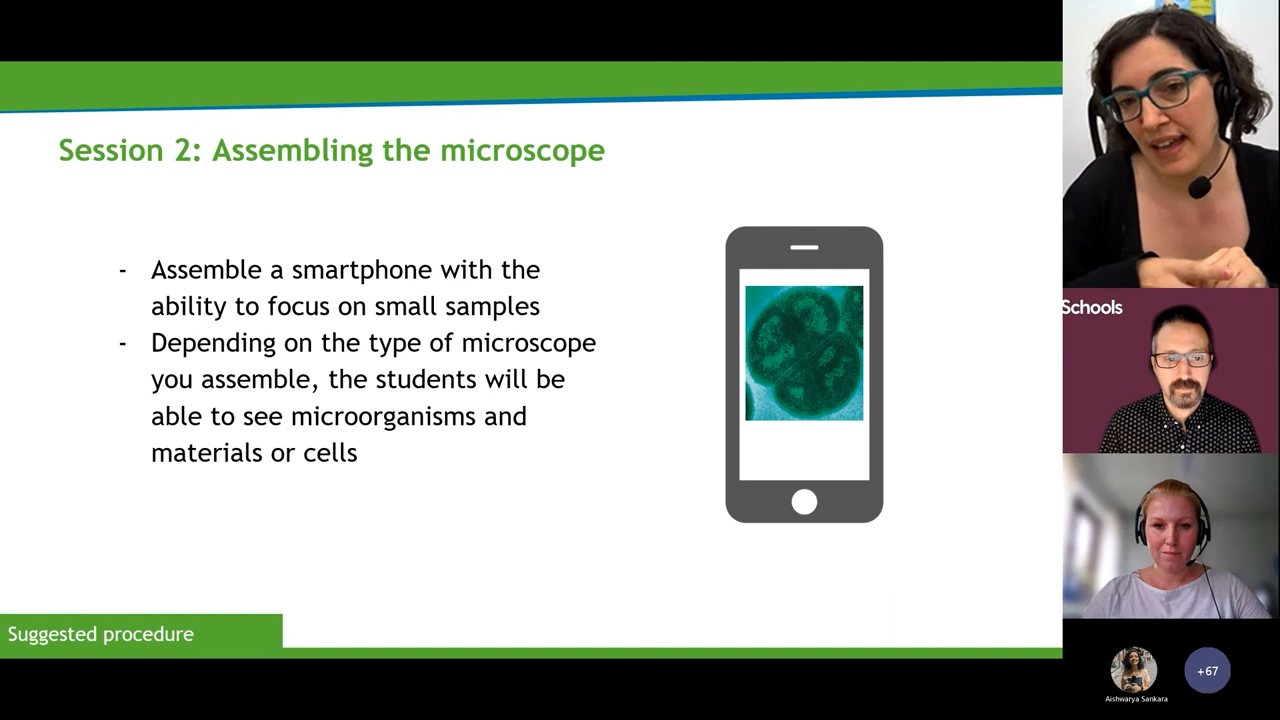 Session 2: Assembling the microscope
- Assemble a smartphone with the
ability to focus on small samples
- Depending on the type of microscope
you assemble, the students will be
able to see microorganisms and
materials or cells
Suggested procedure
Schools
Aishwarya Sankara
+67